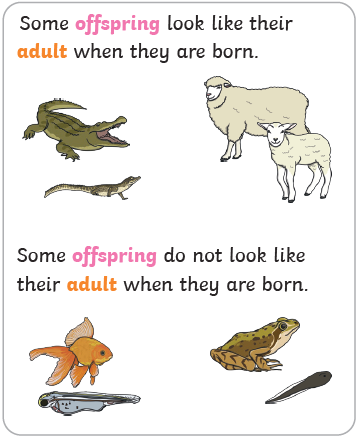 Some offspring look like their
adult when they are born.
Some offspring do not look like
their adult when they are born.